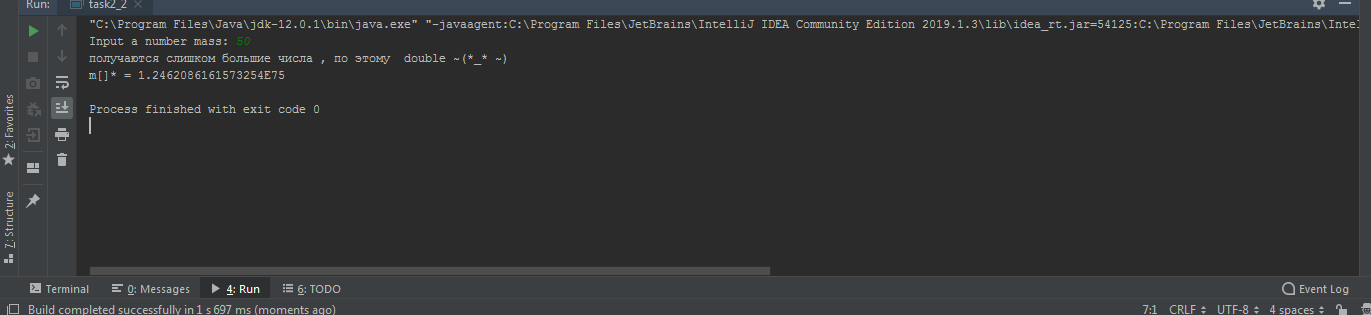 Run: task2_2
"C:\Program Files\Java\jdk-12.0.1\bin\java.exe" "-javaagent:C:\Program Files\JetBrains\IntelliJ IDEA Community Edition 2019.1.3\lib\idea_rt.jar=54125:C:\Program Files\JetBrains\Intel
Input a number mass: 50
получаются слишком большие числа , по этому  double ~(*_* ~)
m[]* = 1.2462086161573254E75
Process finished with exit code 0
2: Favorites
7: Structure
Terminal 0: Messages 4: Run 6: TODO Event Log
Build completed successfully in 1 s 697 ms (moments ago) 7:1 CRLF UTF-8 4 spaces